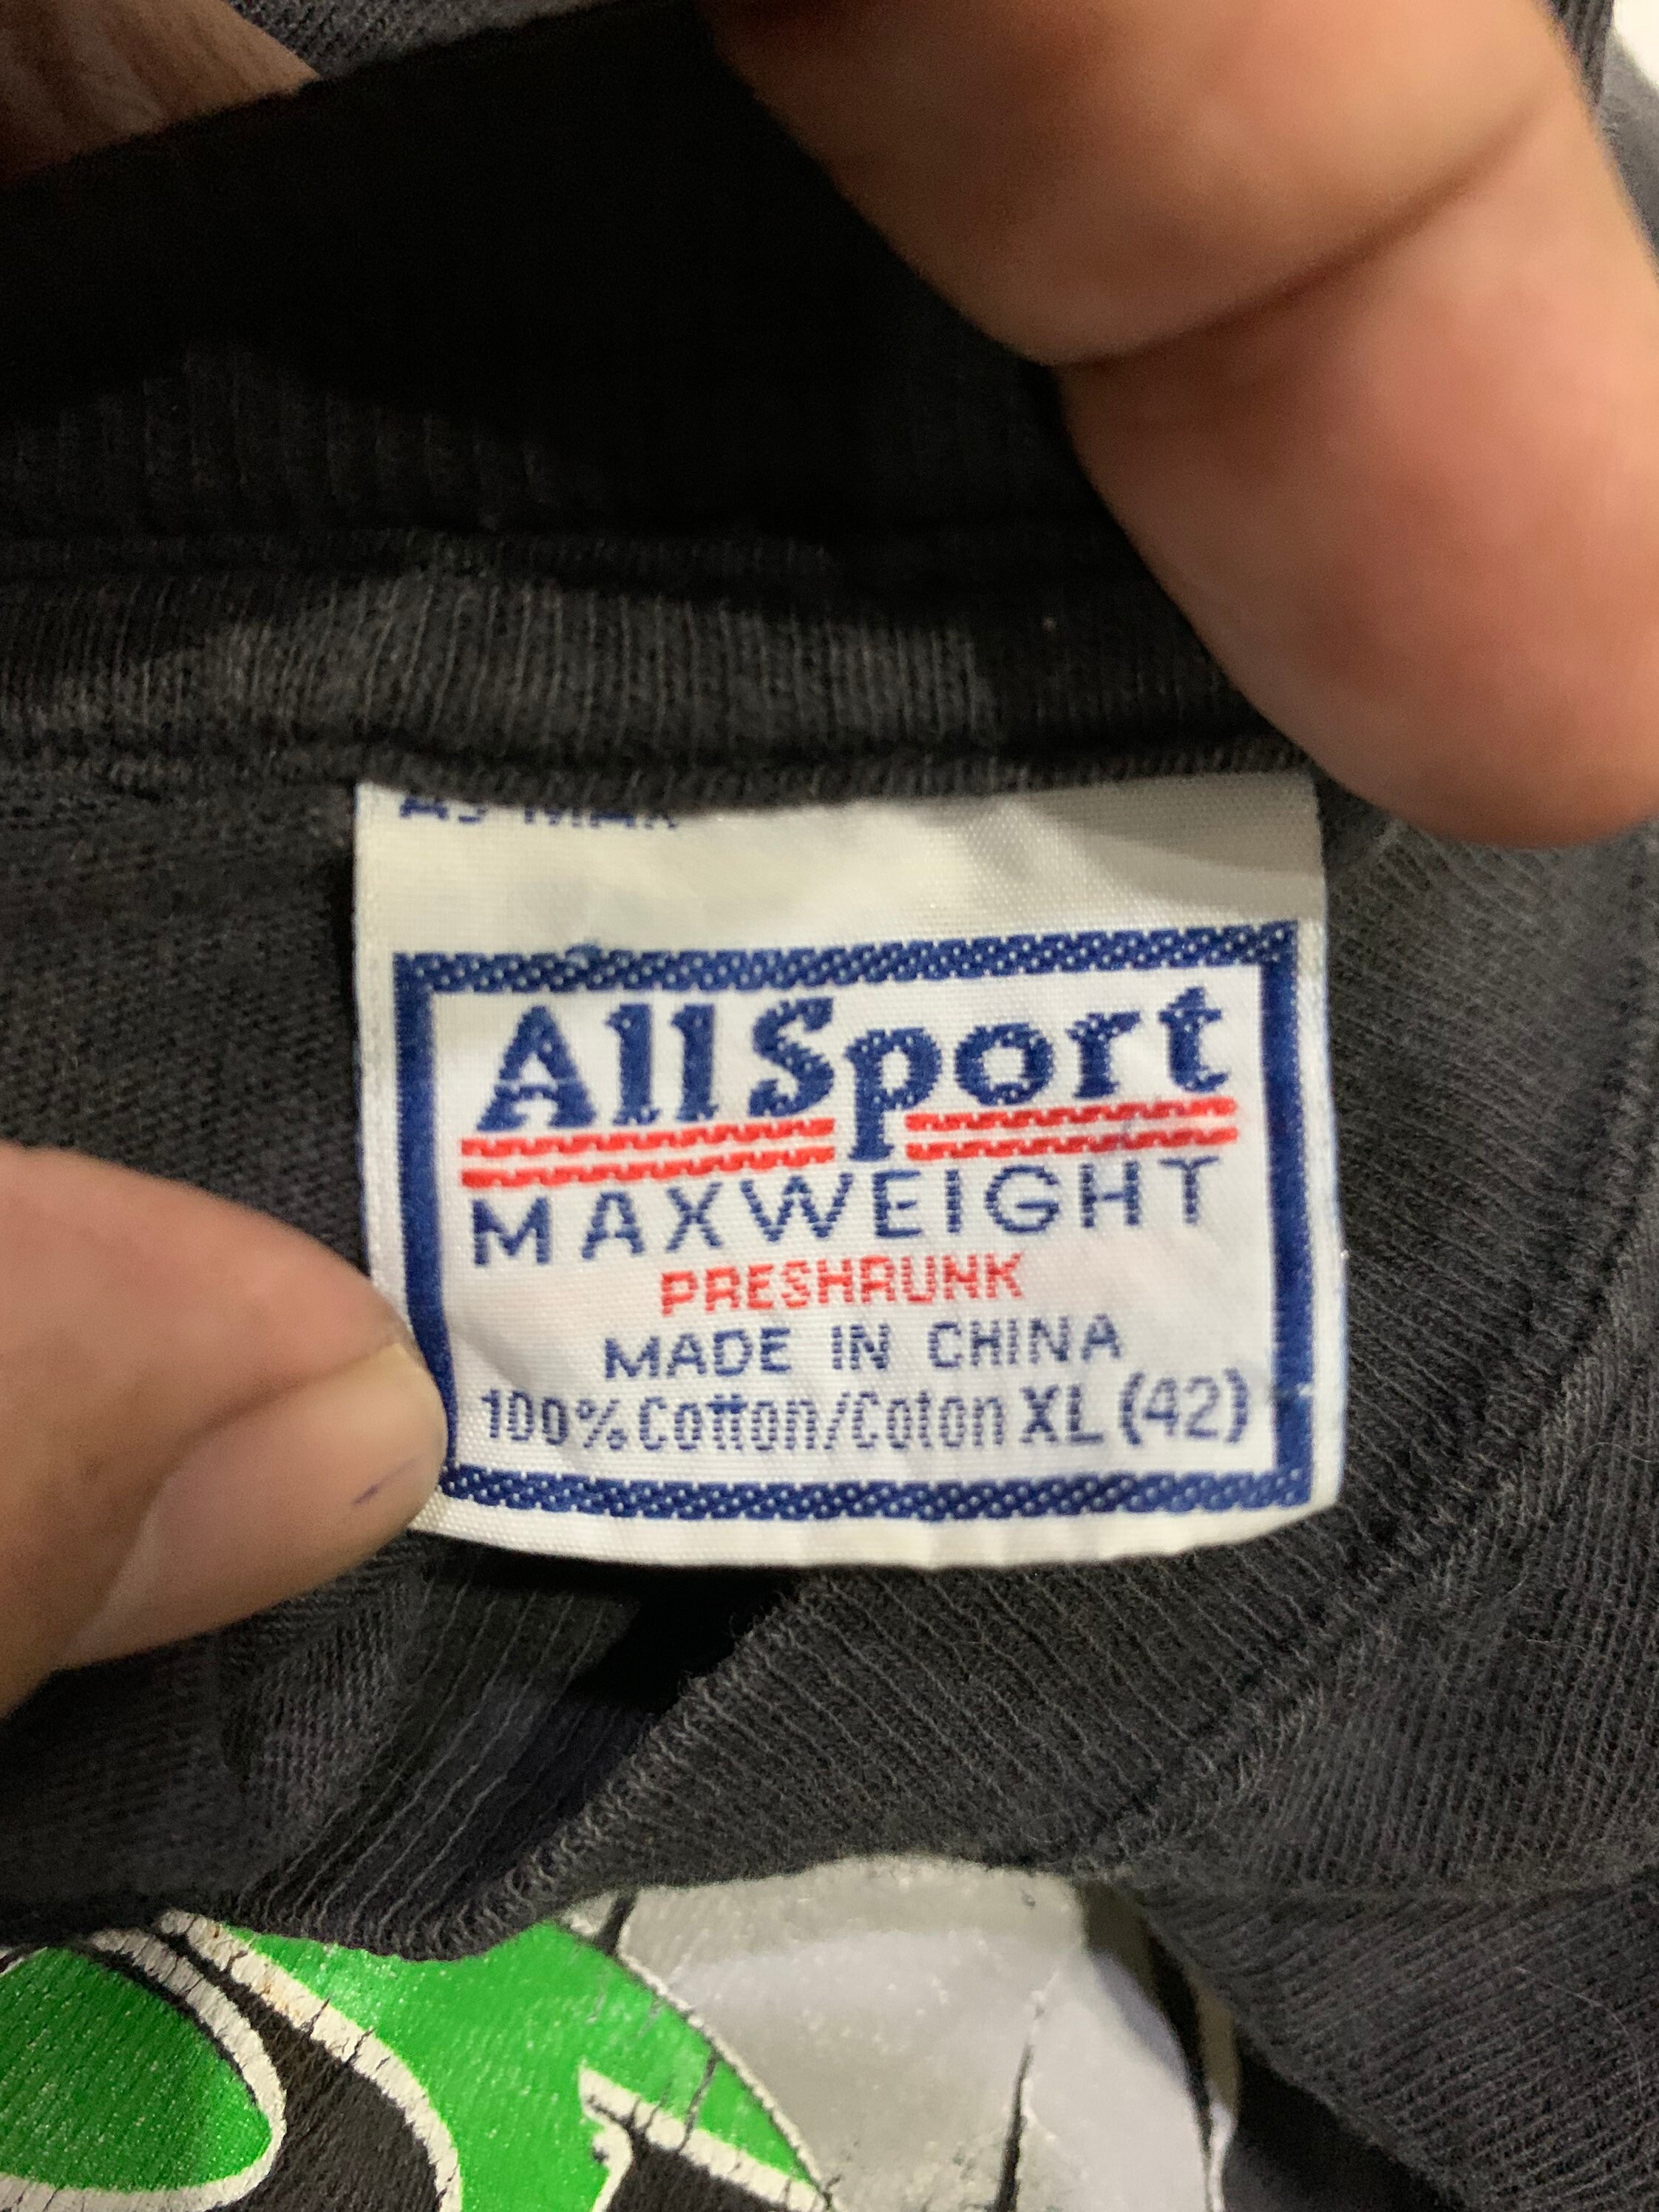 AllSport
MAXWEIGHT
PRESHRUNK
MADE IN CHINA
100% Cotton/Coton XL (42)